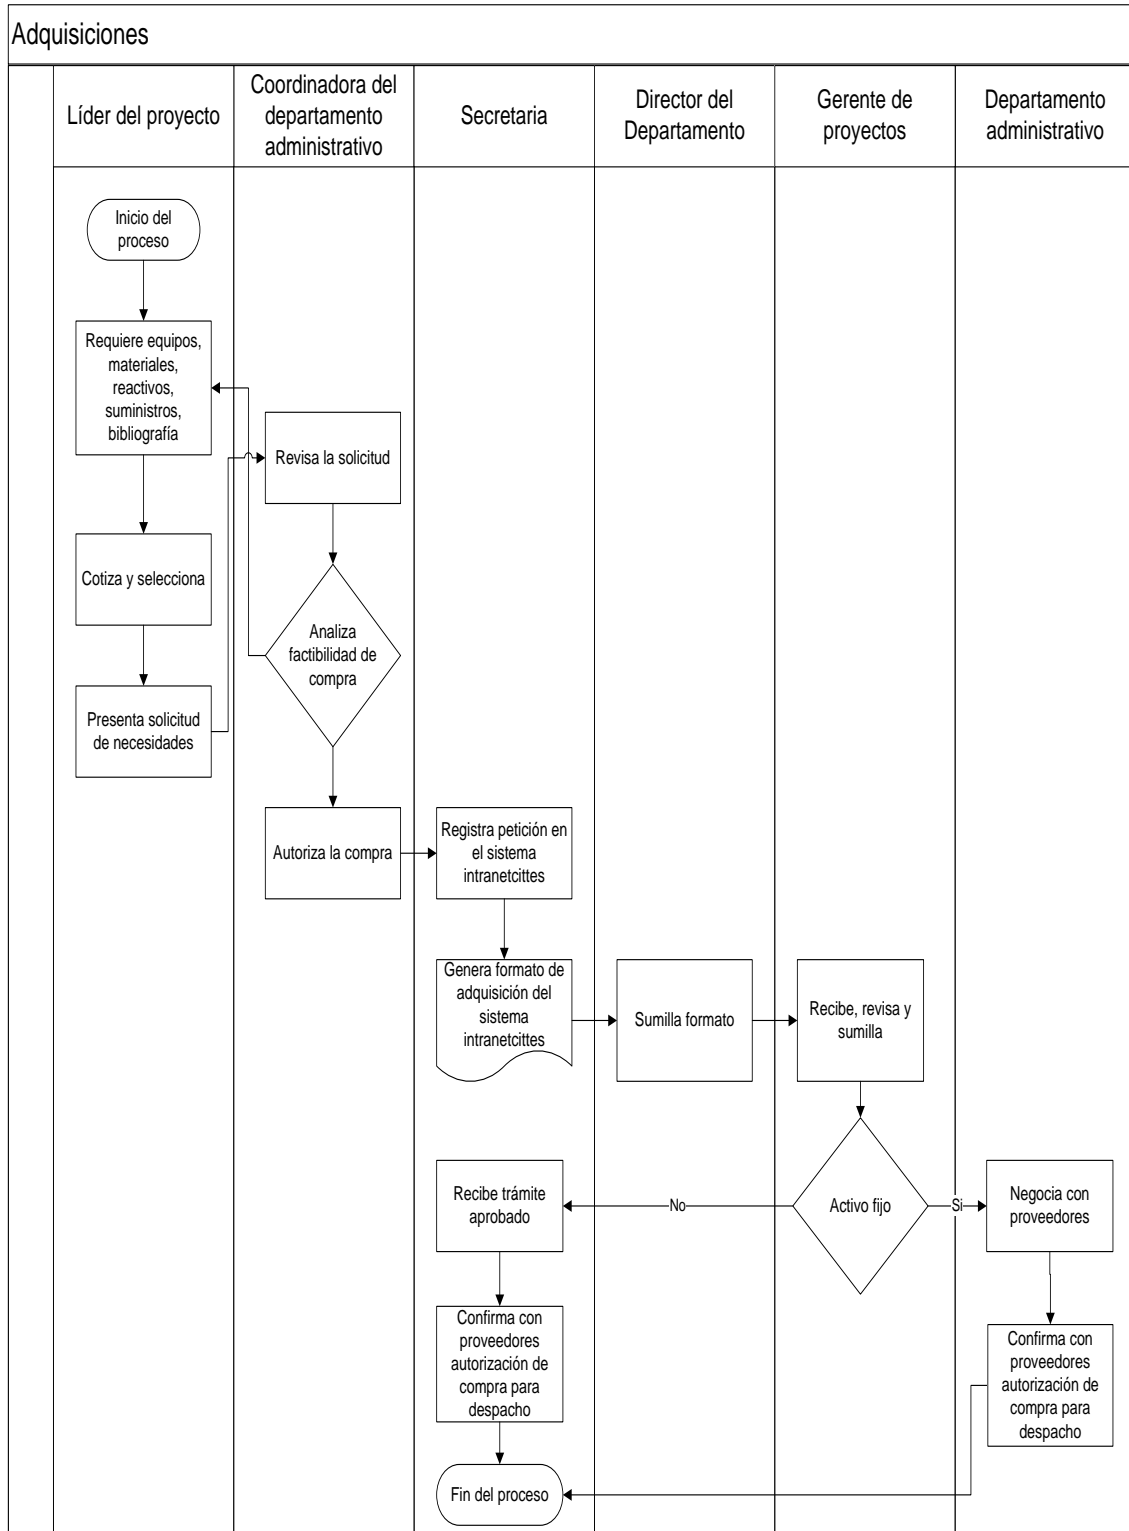 Adquisiciones
Líder del proyecto
Coordinadora del
departamento
administrativo
Secretaria
Director del
Departamento
Gerente de
proyectos
Departamento
administrativo
Inicio del
proceso
Requiere equipos,
materiales,
reactivos,
suministros,
bibliografía
Revisa la solicitud
Cotiza y selecciona
Analiza
factibilidad de
compra
Presenta solicitud
de necesidades
Autoriza la compra
Registra petición en
el sistema
intranetcittes
Genera formato de
adquisición del
sistema
intranetcittes
Sumilla formato
Recibe, revisa y
sumilla
Recibe trámite
aprobado
No
Activo fijo
Si
Negocia con
proveedores
Confirma con
proveedores
autorización de
compra para
despacho
Confirma con
proveedores
autorización de
compra para
despacho
Fin del proceso